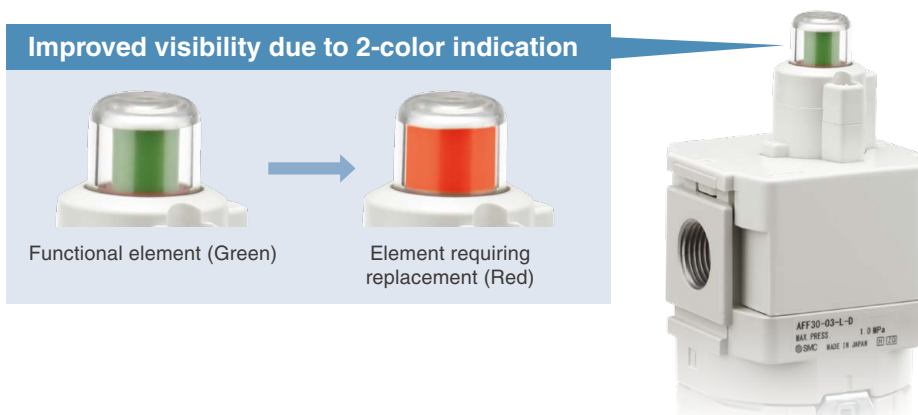 Improved visibility due to 2-color indication
Functional element (Green)
Element requiring
replacement (Red)
AFF30-03-L-D
MAX PRESS 1.0 MPa
SMC MADE IN JAPAN H ZQ